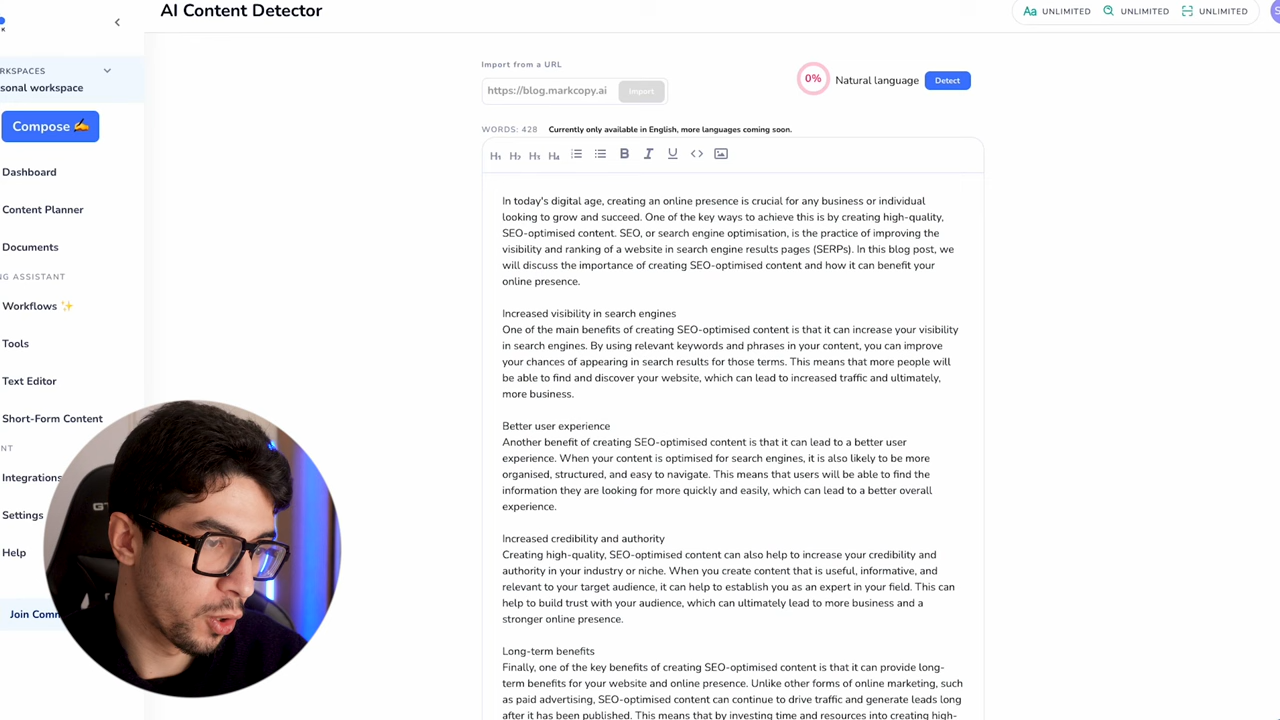 AI Content Detector
Aa UNLIMITED UNLIMITED UNLIMITED
RKSPACES
sonal workspace
Compose ✍️
Dashboard
Content Planner
Documents
NG ASSISTANT
Workflows ✨
Tools
Text Editor
Short-Form Content
NT
Integrations
Settings
Help
Join Comm
Import from a URL
https://blog.markcopy.ai Import
0% Natural language Detect
WORDS: 428 Currently only available in English, more languages coming soon.
H1 H2 H3 H4 B I U <>
In today's digital age, creating an online presence is crucial for any business or individual
looking to grow and succeed. One of the key ways to achieve this is by creating high-quality,
SEO-optimised content. SEO, or search engine optimisation, is the practice of improving the
visibility and ranking of a website in search engine results pages (SERPs). In this blog post, we
will discuss the importance of creating SEO-optimised content and how it can benefit your
online presence.
Increased visibility in search engines
One of the main benefits of creating SEO-optimised content is that it can increase your visibility
in search engines. By using relevant keywords and phrases in your content, you can improve
your chances of appearing in search results for those terms. This means that more people will
be able to find and discover your website, which can lead to increased traffic and ultimately,
more business.
Better user experience
Another benefit of creating SEO-optimised content is that it can lead to a better user
experience. When your content is optimised for search engines, it is also likely to be more
organised, structured, and easy to navigate. This means that users will be able to find the
information they are looking for more quickly and easily, which can lead to a better overall
experience.
Increased credibility and authority
Creating high-quality, SEO-optimised content can also help to increase your credibility and
authority in your industry or niche. When you create content that is useful, informative, and
relevant to your target audience, it can help to establish you as an expert in your field. This can
help to build trust with your audience, which can ultimately lead to more business and a
stronger online presence.
Long-term benefits
Finally, one of the key benefits of creating SEO-optimised content is that it can provide long-
term benefits for your website and online presence. Unlike other forms of online marketing, such
as paid advertising, SEO-optimised content can continue to drive traffic and generate leads long
after it has been published. This means that by investing time and resources into creating high-